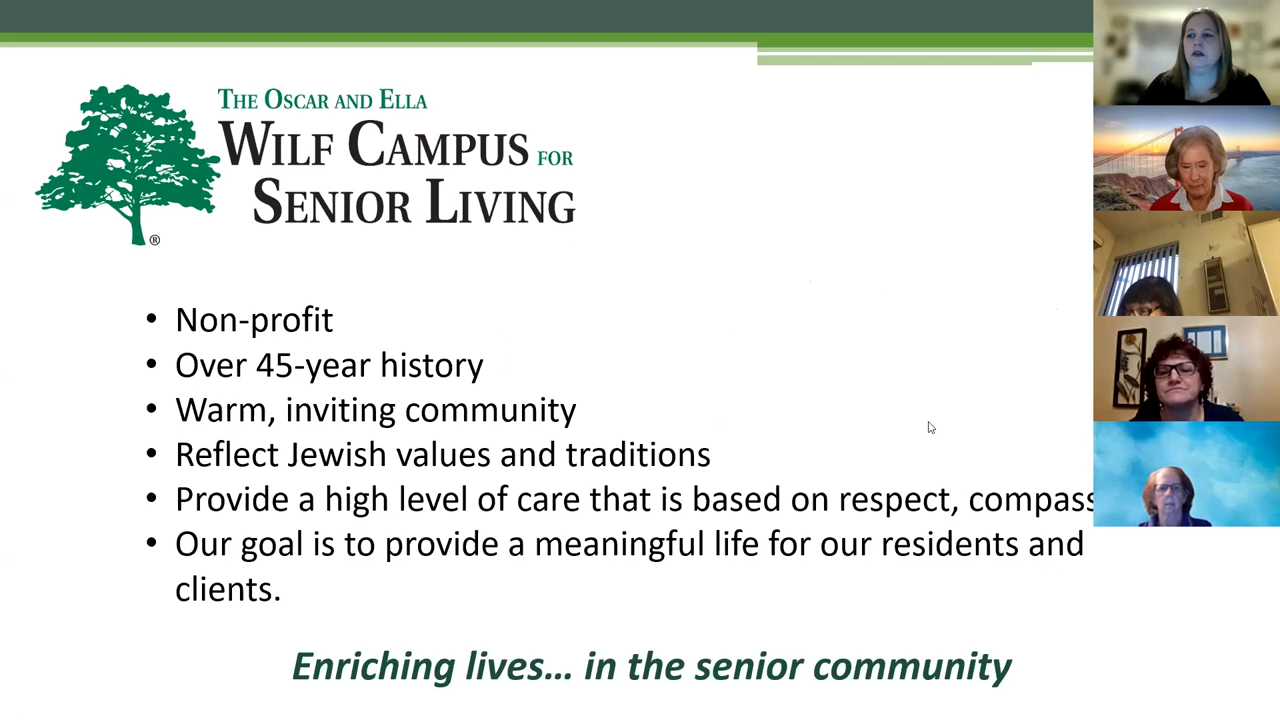 THE OSCAR AND ELLA
WILF CAMPUS FOR
SENIOR LIVING
®
• Non-profit
• Over 45-year history
• Warm, inviting community
• Reflect Jewish values and traditions
• Provide a high level of care that is based on respect, compass
• Our goal is to provide a meaningful life for our residents and
clients.
Enriching lives… in the senior community